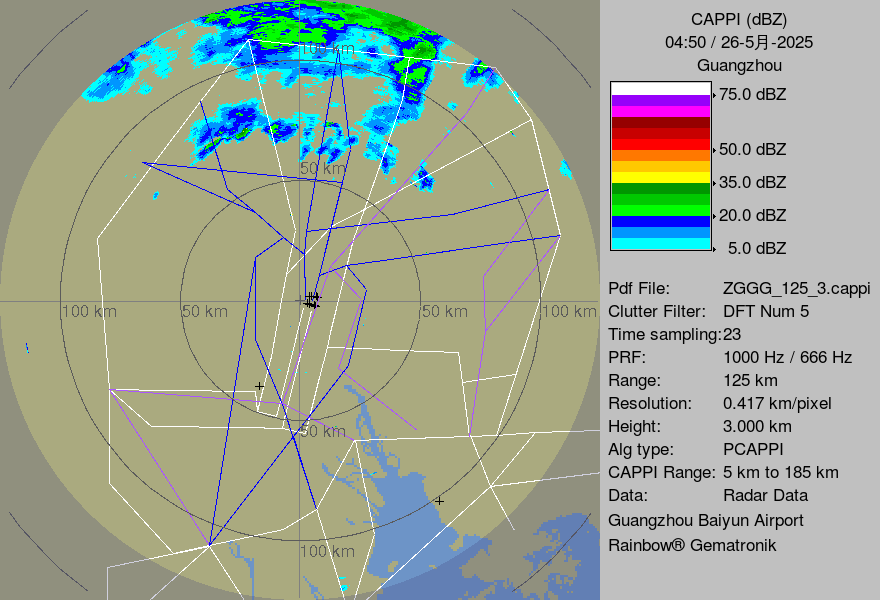 CAPPI (dBZ)
04:50 / 26-5月-2025
Guangzhou
75.0 dBZ
50.0 dBZ
35.0 dBZ
20.0 dBZ
5.0 dBZ
Pdf File: ZGGG_125_3.cappi
Clutter Filter: DFT Num 5
Time sampling:23
PRF: 1000 Hz / 666 Hz
Range: 125 km
Resolution: 0.417 km/pixel
Height: 3.000 km
Alg type: PCAPPI
CAPPI Range: 5 km to 185 km
Data: Radar Data
Guangzhou Baiyun Airport
Rainbow® Gematronik
100 km
50 km
100 km
50 km
50 km
100 km
50 km
100 km